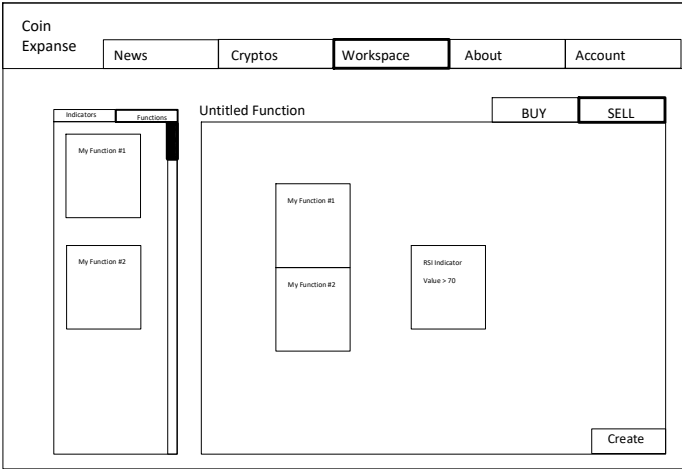 Coin
Expanse
News
Cryptos
Workspace
About
Account
Indicators
Functions
Untitled Function
BUY
SELL
My Function #1
My Function #2
My Function #1
My Function #2
RSI Indicator
Value > 70
Create